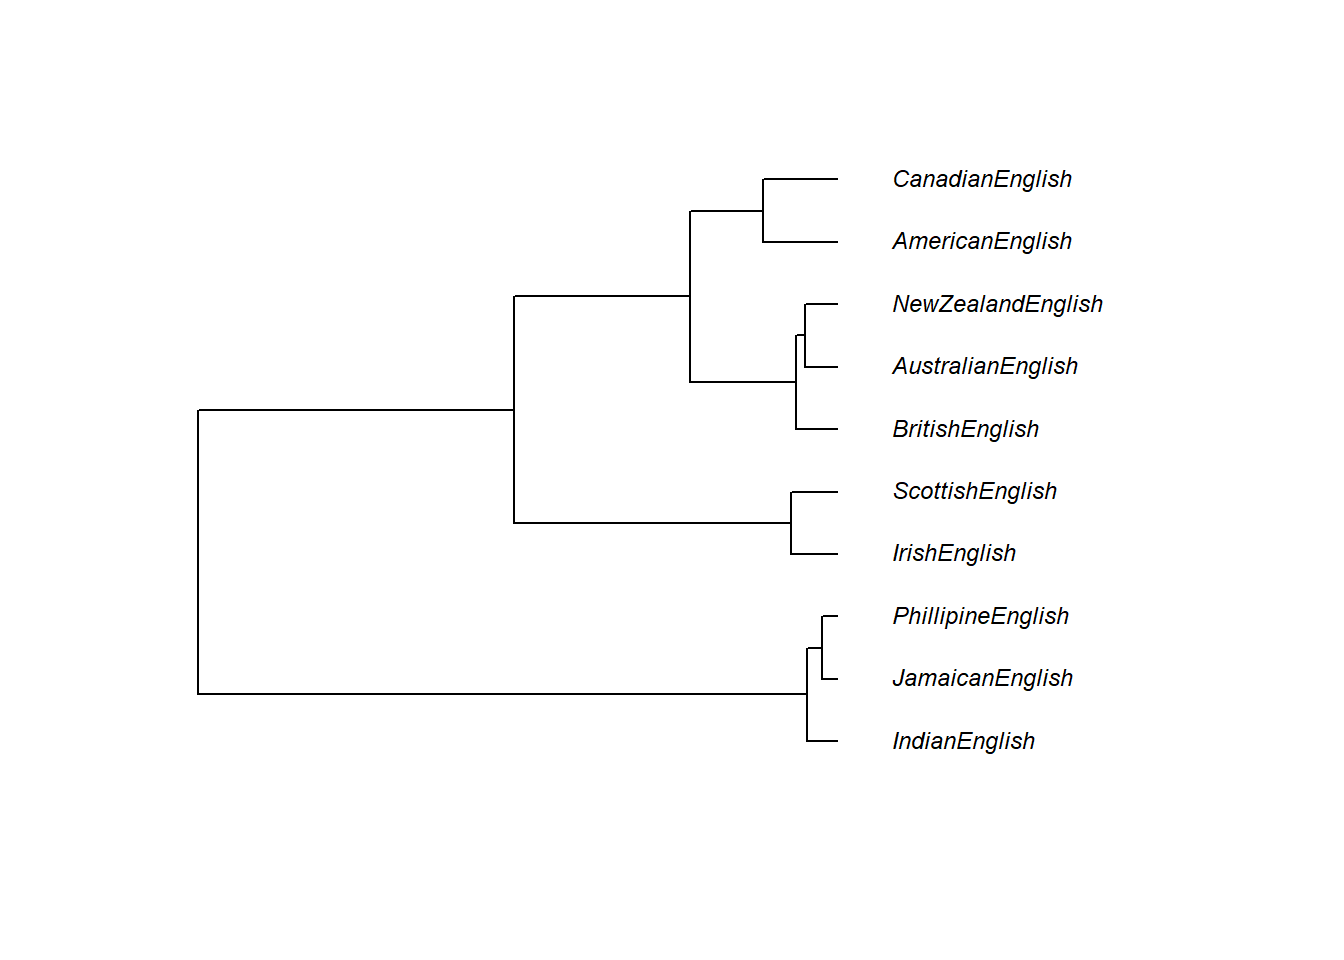 CanadianEnglish
AmericanEnglish
NewZealandEnglish
AustralianEnglish
BritishEnglish
ScottishEnglish
IrishEnglish
PhillipineEnglish
JamaicanEnglish
IndianEnglish